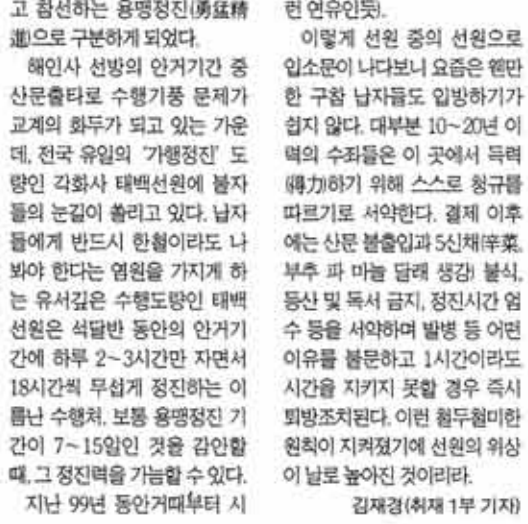 고 참선하는 용맹정진(勇猛精
進)으로 구분하게 되었다.
해인사 선방의 안거기간 중
산문출타로 수행기풍 문제가
교계의 화두가 되고 있는 가운
데, 전국 유일의 '가행정진' 도
량인 각화사 태백선원에 불자
들의 눈길이 쏠리고 있다. 납자
들에게 반드시 한철이라도 나
봐야 한다는 염원을 가지게 하
는 유서깊은 수행도량인 태백
선원은 석달반 동안의 안거기
간에 하루 2~3시간만 자면서
18시간씩 무섭게 정진하는 이
름난 수행처. 보통 용맹정진 기
간이 7~15일인 것을 감안할
때, 그 정진력을 가늠할 수 있다.
지난 99년 동안거때부터 시
런 연유인듯).
이렇게 선원 중의 선원으로
입소문이 나다보니 요즘은 웬만
한 구참 납자들도 입방하기가
쉽지 않다. 대부분 10~20년 이
력의 수좌들은 이 곳에서 득력
(得力)하기 위해 스스로 청규를
따르기로 서약한다. 결제 이후
에는 산문 불출입과 5신채(辛菜,
부추 파 마늘 달래 생강) 불식,
등산 및 독서 금지, 정진시간 엄
수 등을 서약하며 발병 등 어떤
이유를 불문하고 1시간이라도
시간을 지키지 못할 경우 즉시
퇴방조치된다. 이런 철두철미한
원칙이 지켜졌기에 선원의 위상
이 날로 높아진 것이리라.
김재경(취재 1부 기자)